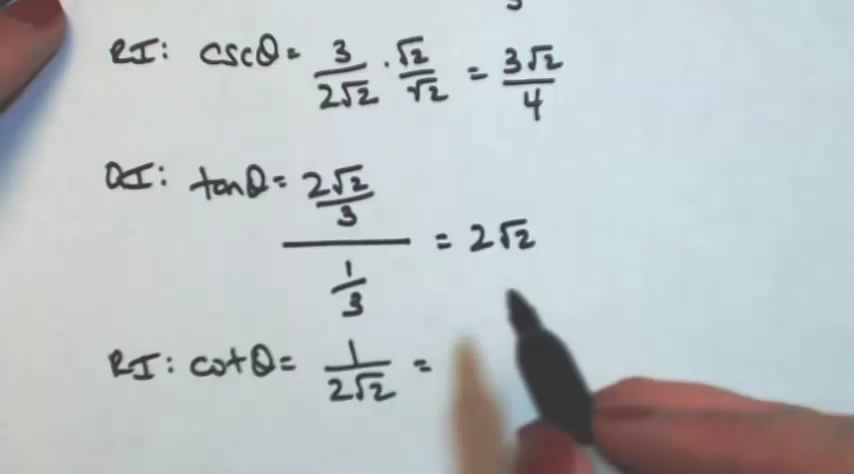 RI: cscθ = 3/2√2 · √2/√2 = 3√2/4
QI: tanθ = 2√2/3 / 1/3 = 2√2
RI: cotθ = 1/2√2 =